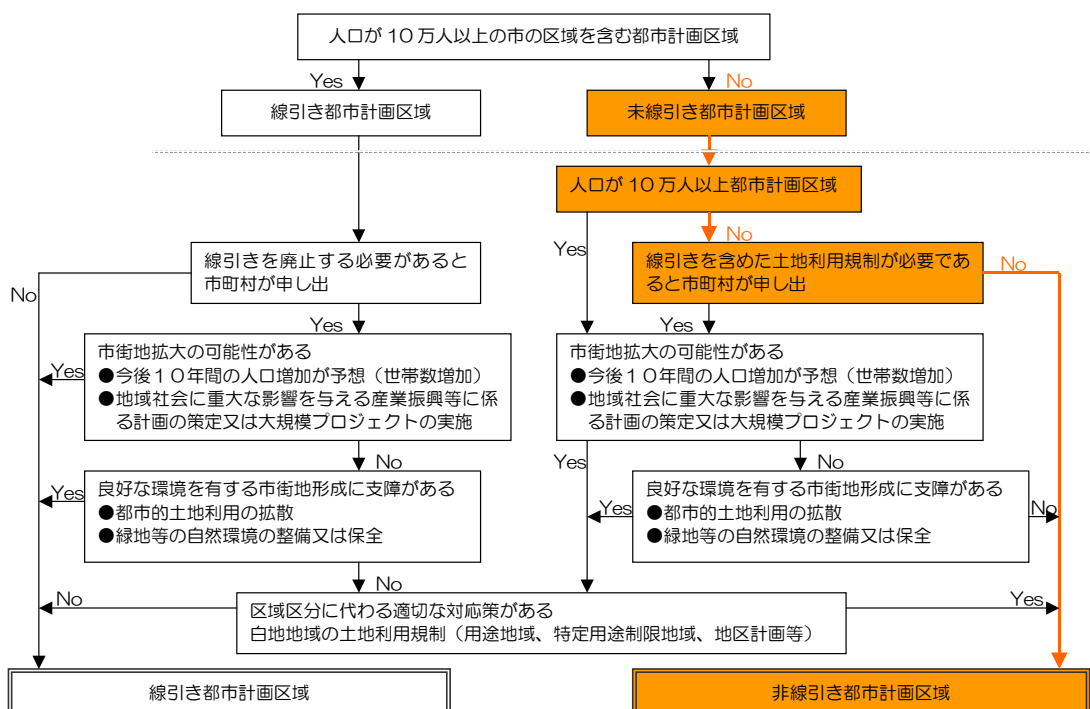 人口が 10 万人以上の市の区域を含む都市計画区域
Yes
No
線引き都市計画区域
未線引き都市計画区域
人口が 10 万人以上都市計画区域
Yes
No
線引きを廃止する必要があると
市町村が申し出
線引きを含めた土地利用規制が必要であ
ると市町村が申し出
No
No
Yes
Yes
市街地拡大の可能性がある
●今後10年間の人口増加が予想（世帯数増加）
●地域社会に重大な影響を与える産業振興等に係
る計画の策定又は大規模プロジェクトの実施
Yes
市街地拡大の可能性がある
●今後10年間の人口増加が予想（世帯数増加）
●地域社会に重大な影響を与える産業振興等に係
る計画の策定又は大規模プロジェクトの実施
No
Yes
No
良好な環境を有する市街地形成に支障がある
●都市的土地利用の拡散
●緑地等の自然環境の整備又は保全
Yes
良好な環境を有する市街地形成に支障がある
●都市的土地利用の拡散
●緑地等の自然環境の整備又は保全
Yes
No
No
No
区域区分に代わる適切な対応策がある
白地地域の土地利用規制（用途地域、特定用途制限地域、地区計画等）
Yes
線引き都市計画区域
非線引き都市計画区域